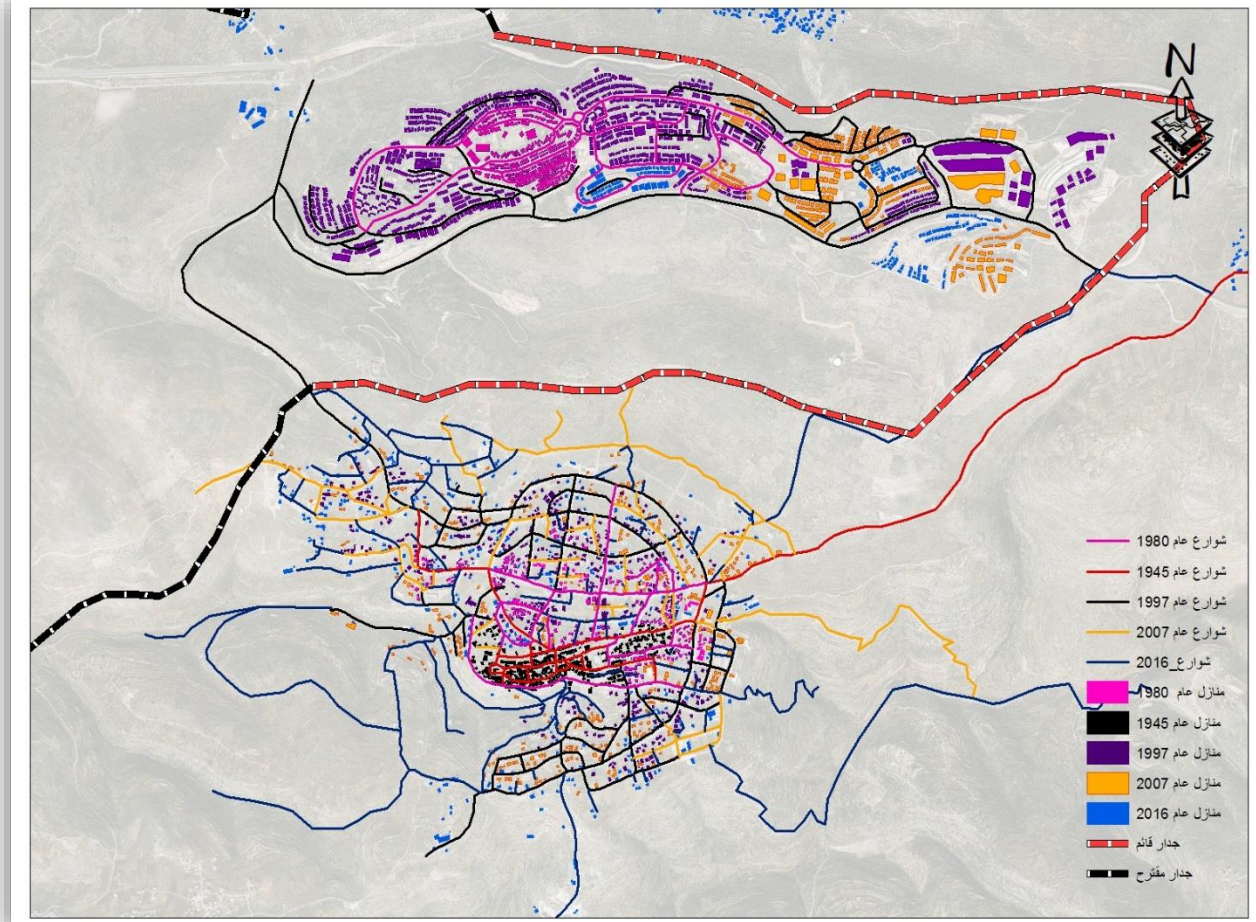 N
شوارع عام 1980
شوارع عام 1945
شوارع عام 1997
شوارع عام 2007
شوارع_2016
منازل عام 1980
منازل عام 1945
منازل عام 1997
منازل عام 2007
منازل عام 2016
جدار قائم
جدار مقترح